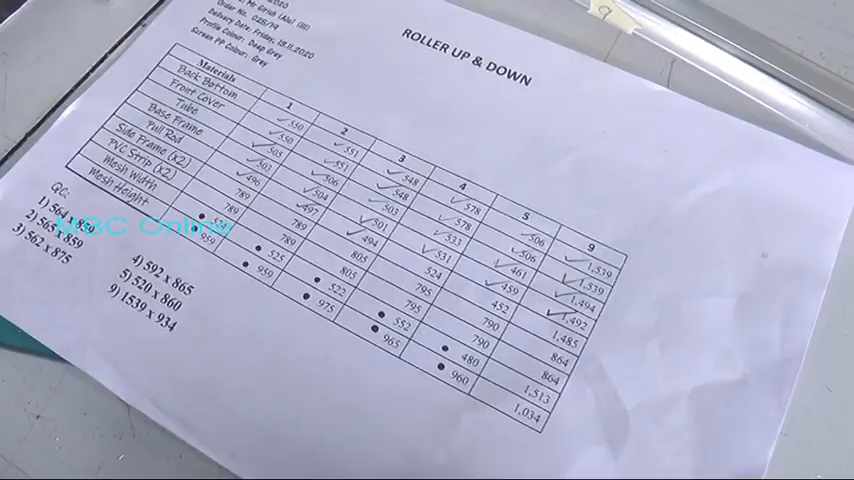 Order No. 025/19
Delivery Date: Friday, 18.11.2020
Profile Colour: Deep Grey
Screen PP Colour: Grey
ROLLER UP & DOWN
Materials 1 2 3 4 5 9
Back Bottom 550 551 548 578 506 1,539
Front Cover 550 551 548 578 506 1,539
Tube 505 506 503 533 461 1,494
Base Frame 503 504 501 531 459 1,492
Pull Rod 496 497 494 524 452 1,485
Side Frame (x2) 789 789 805 795 790 864
PVC Strip (x2) 789 789 805 795 790 864
Mesh Width 525 522 552 480 1,513
Mesh Height 959 959 975 965 960 1,034
QC:
1) 564 x 859
2) 565 x 859
3) 562 x 875
4) 592 x 865
5) 520 x 860
9) 1539 x 934
MBC Online